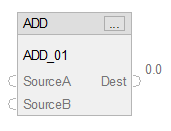 ADD ...
ADD_01
0.0
SourceA Dest
SourceB